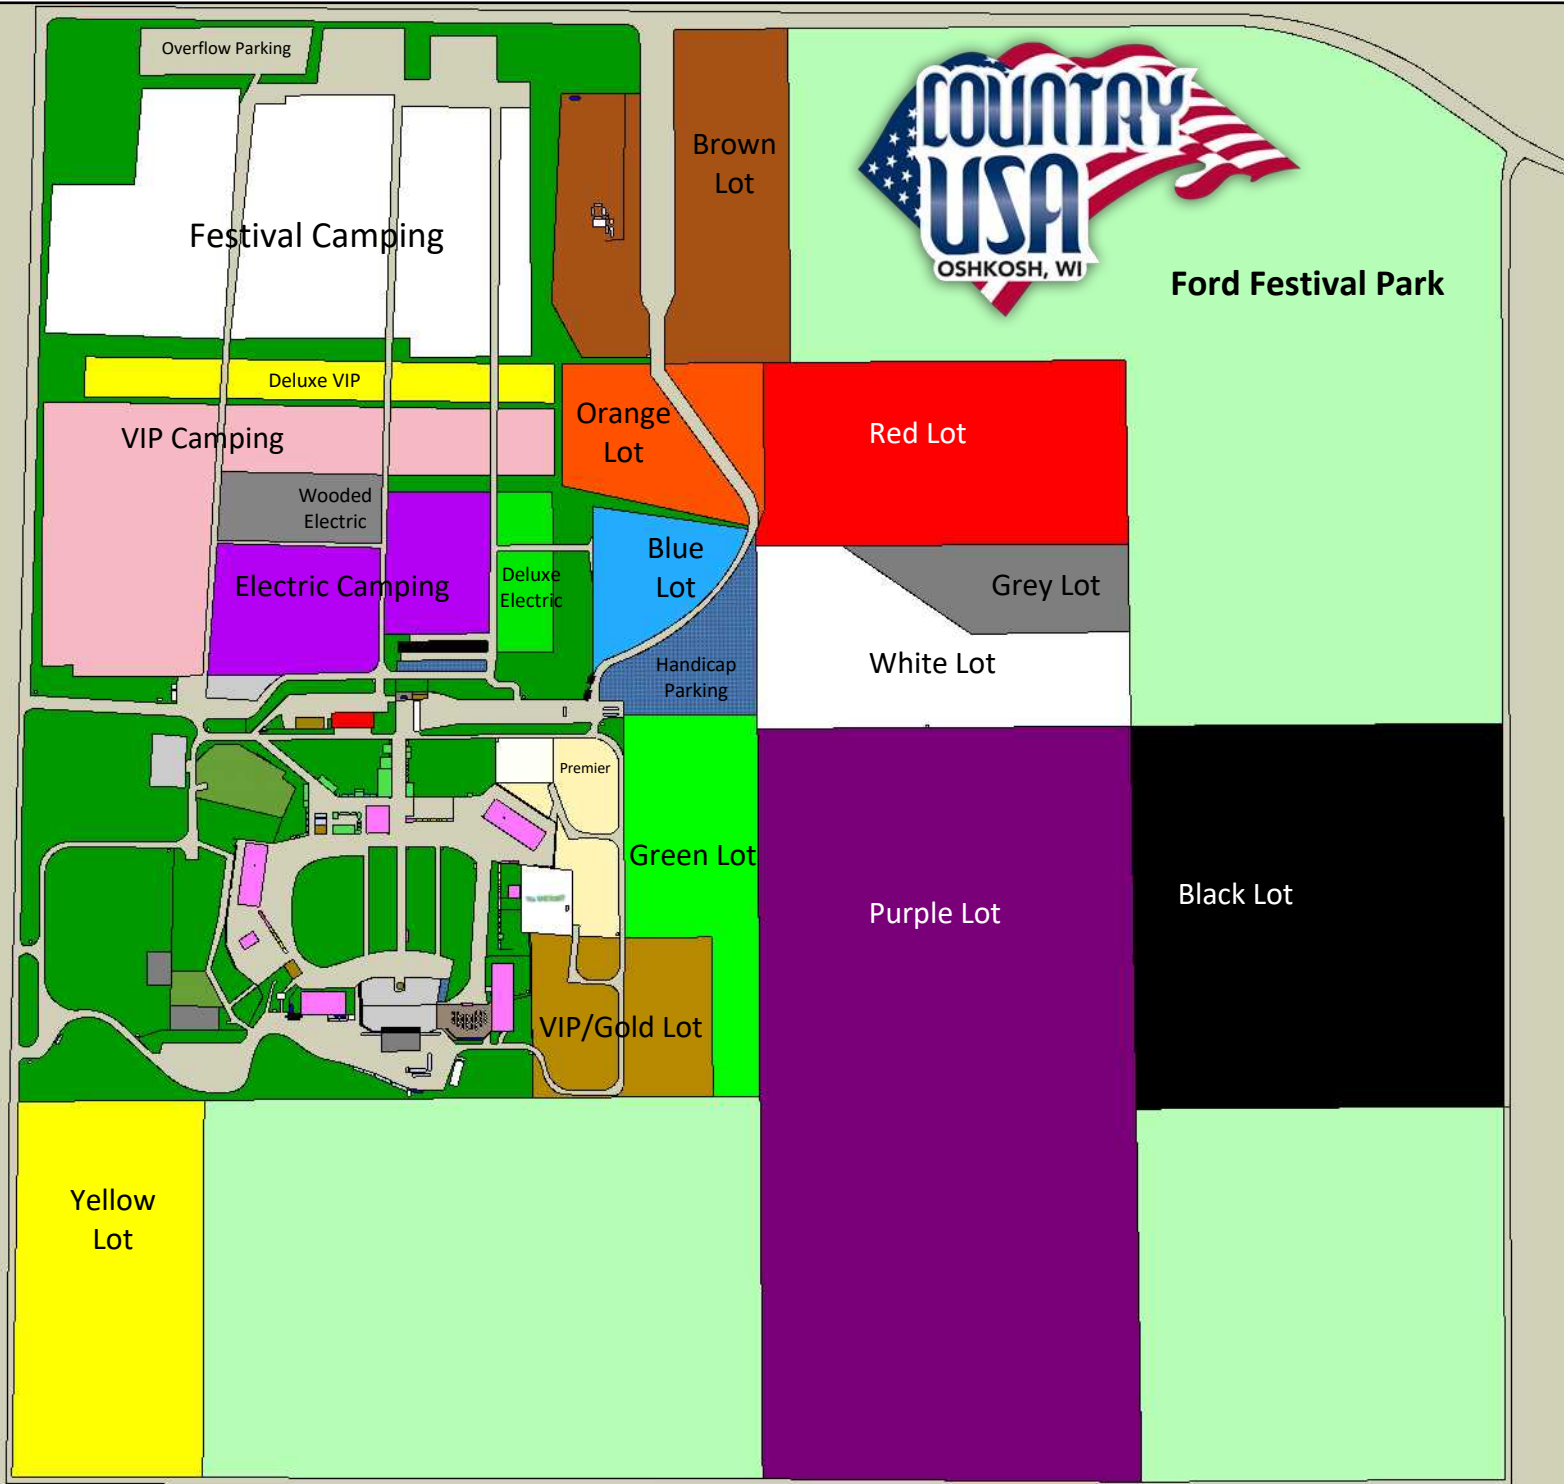 Overflow Parking
Brown
Lot
COUNTRY
USA
OSHKOSH, WI
Festival Camping
Ford Festival Park
Deluxe VIP
VIP Camping
Orange
Lot
Red Lot
Wooded
Electric
Blue
Lot
Electric Camping
Deluxe
Electric
Grey Lot
White Lot
Handicap
Parking
Premier
Green Lot
Purple Lot
Black Lot
VIP/Gold Lot
Yellow
Lot